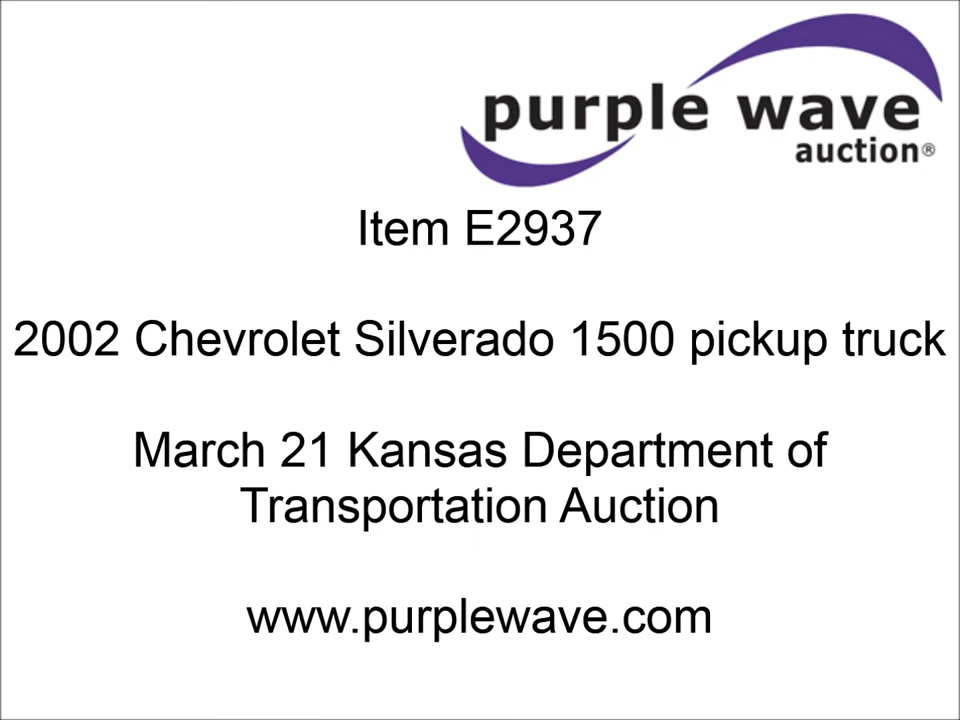 purple wave
auction®
Item E2937
2002 Chevrolet Silverado 1500 pickup truck
March 21 Kansas Department of
Transportation Auction
www.purplewave.com